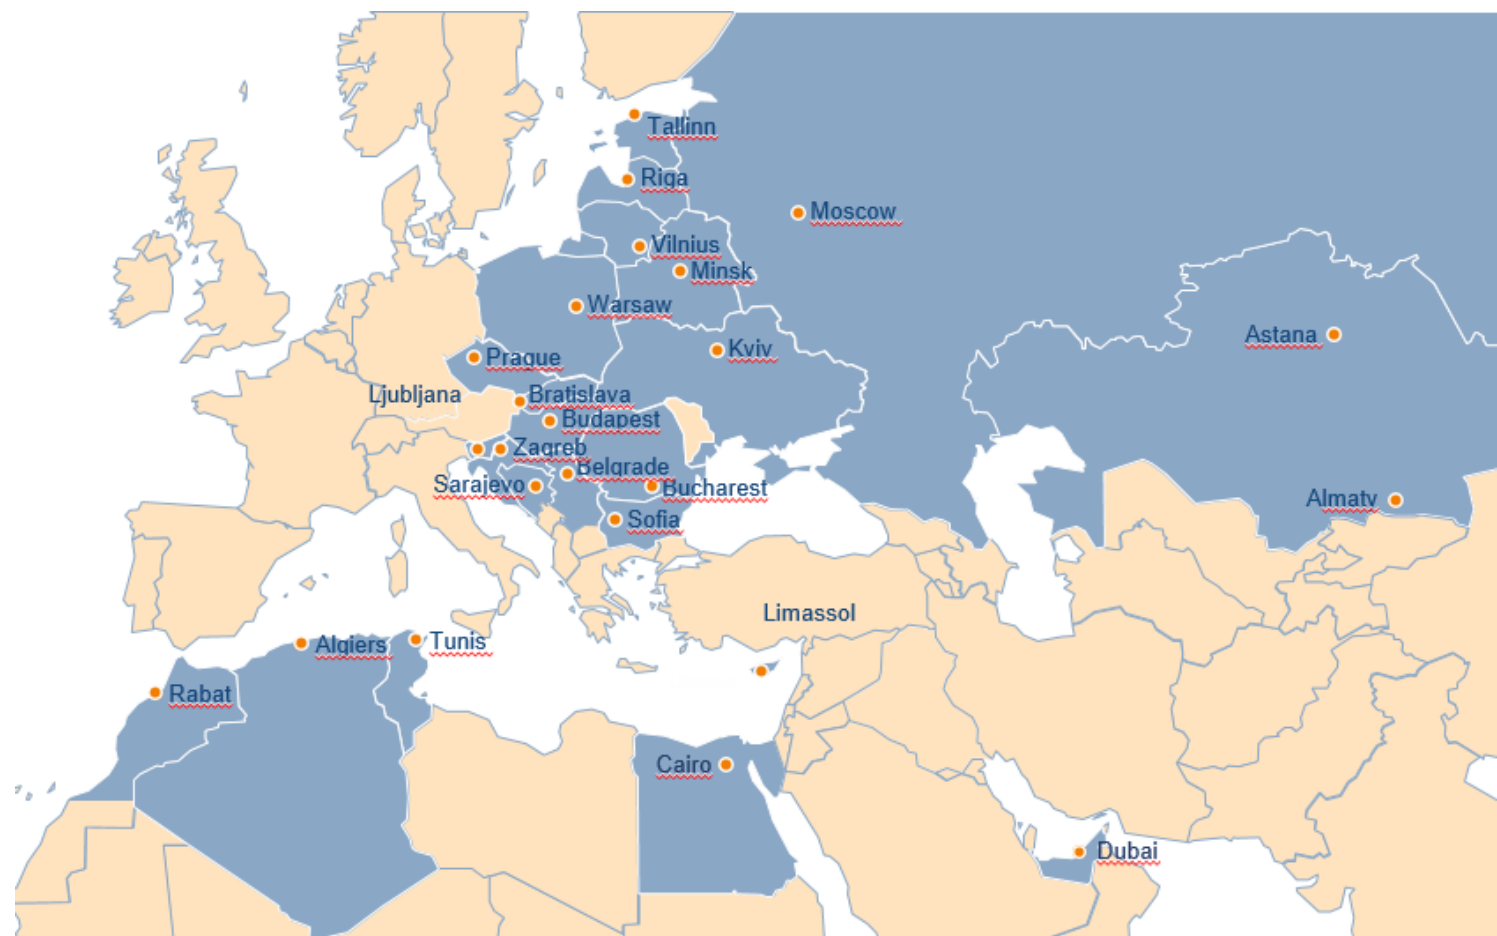 Tallinn
Riga
Moscow
Vilnius
Minsk
Warsaw
Astana
Kyiv
Prague
Ljubljana
Bratislava
Budapest
Zagreb
Belgrade
Sarajevo
Bucharest
Almaty
Sofia
Limassol
Algiers
Tunis
Rabat
Cairo
Dubai